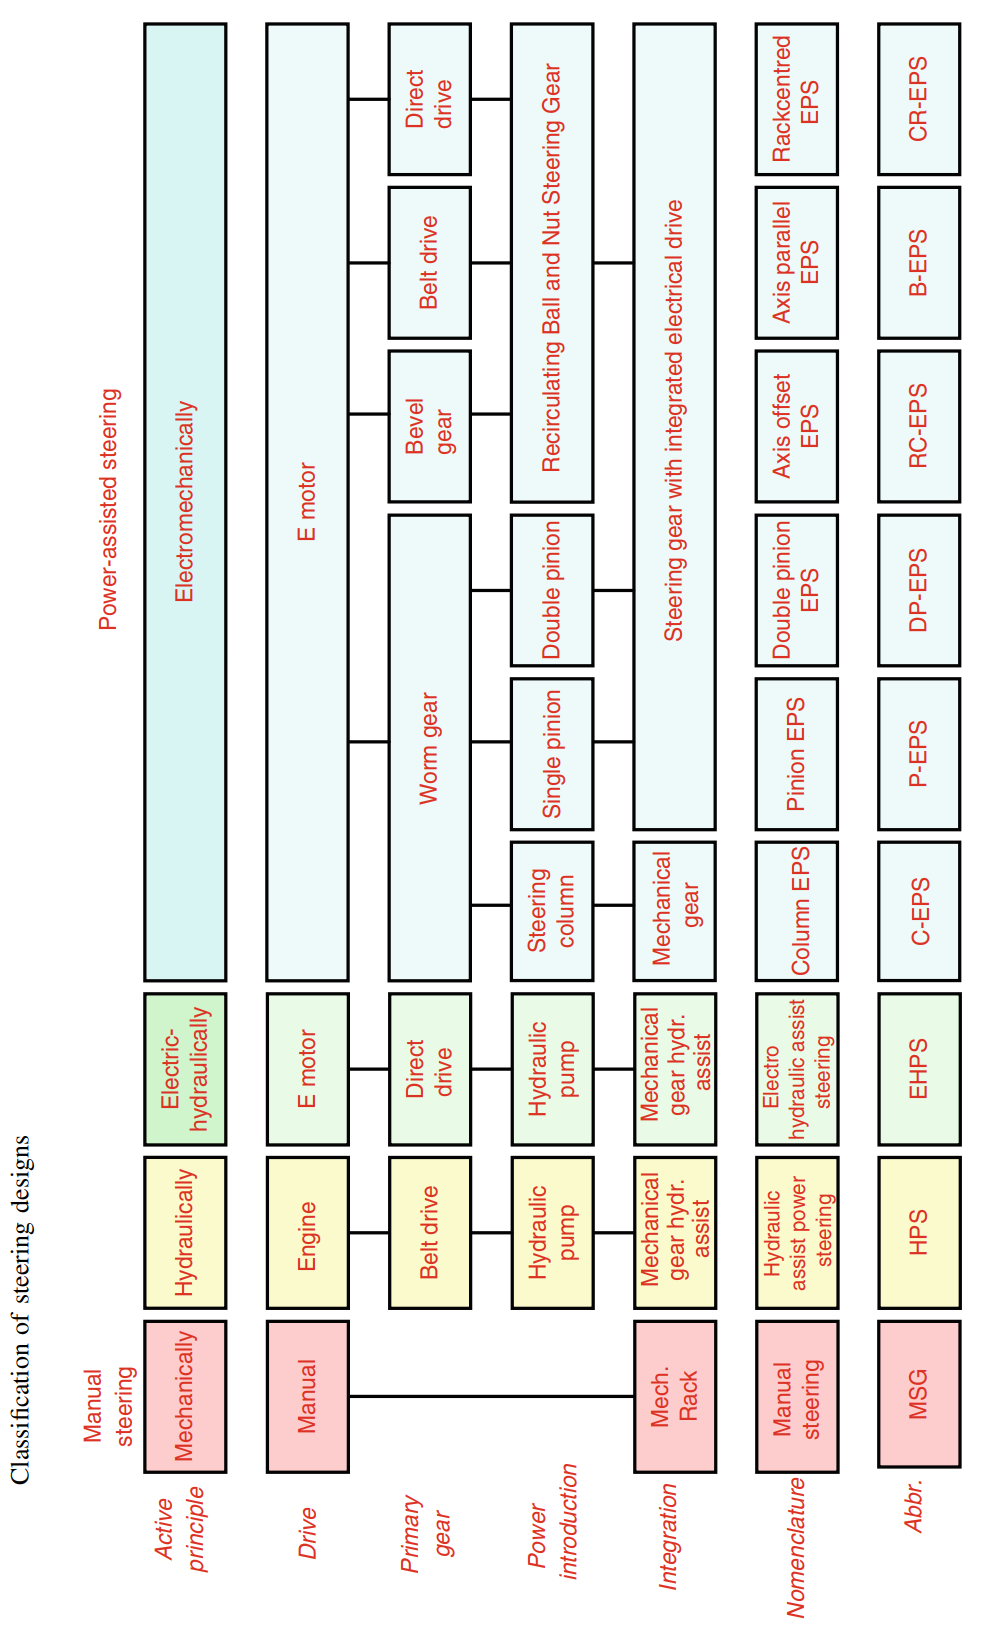 Classification of steering designs
Manual
steering
Power-assisted steering
Active
principle
Mechanically
Hydraulically
Electric-
hydraulically
Electromechanically
Drive
Manual
Engine
E motor
E motor
Primary
gear
Belt drive
Direct
drive
Worm gear
Bevel
gear
Belt drive
Direct
drive
Power
introduction
Hydraulic
pump
Hydraulic
pump
Steering
column
Single pinion
Double pinion
Recirculating Ball and Nut Steering Gear
Integration
Mech.
Rack
Mechanical
gear hydr.
assist
Mechanical
gear hydr.
assist
Mechanical
gear
Steering gear with integrated electrical drive
Nomenclature
Manual
steering
Hydraulic
assist power
steering
Electro
hydraulic assist
steering
Column EPS
Pinion EPS
Double pinion
EPS
Axis offset
EPS
Axis parallel
EPS
Rackcentred
EPS
Abbr.
MSG
HPS
EHPS
C-EPS
P-EPS
DP-EPS
RC-EPS
B-EPS
CR-EPS